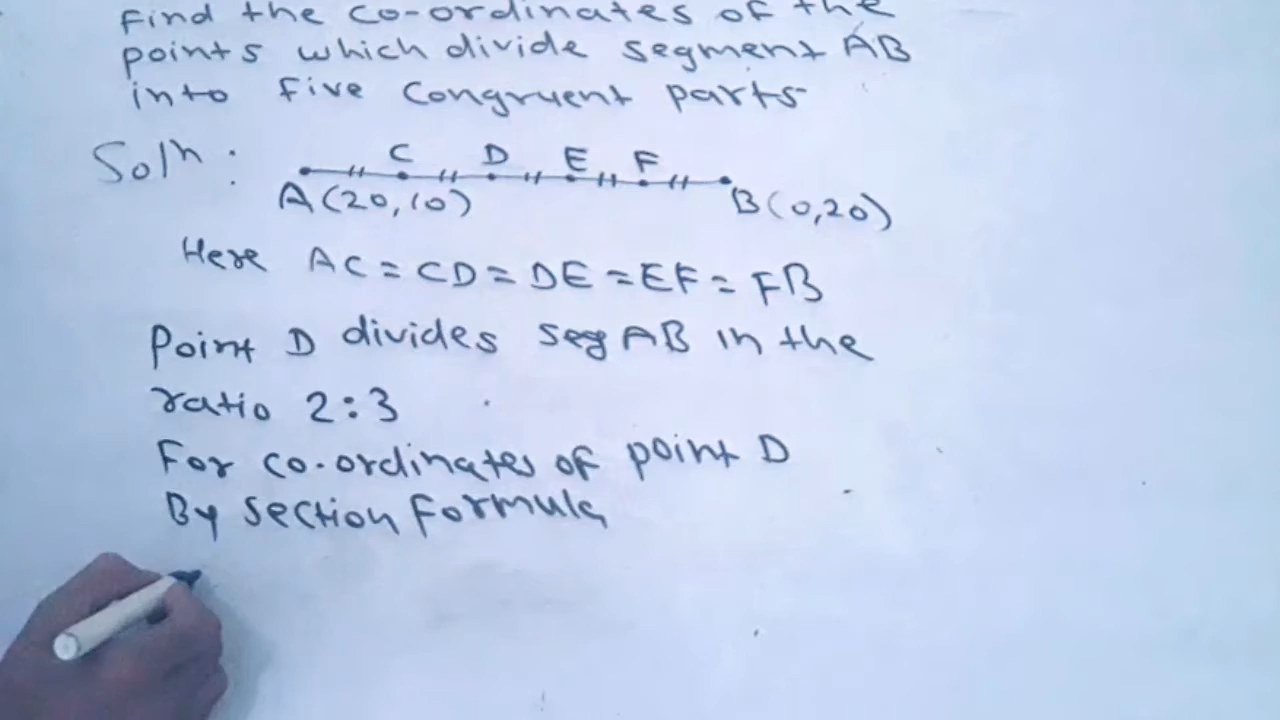 Find the co-ordinates of the
points which divide segment AB
into five congruent parts
Soln:
C D E F
A(20,10) B(0,20)
Here AC = CD = DE = EF = FB
Point D divides seg AB in the
ratio 2:3
For co-ordinates of point D
By section formula